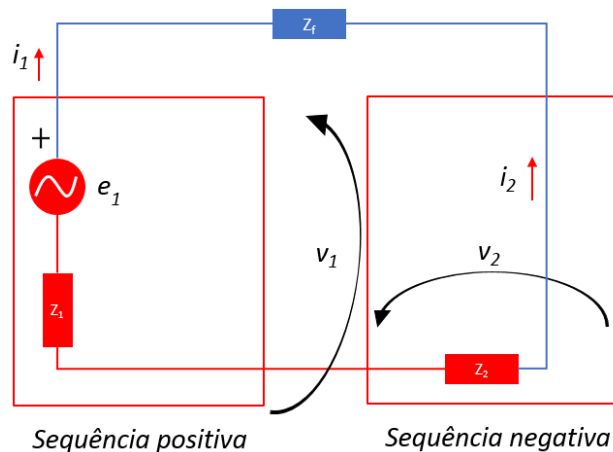 Zf
i1
+
e1
i2
v1
v2
Z1
Z2
Sequência positiva
Sequência negativa